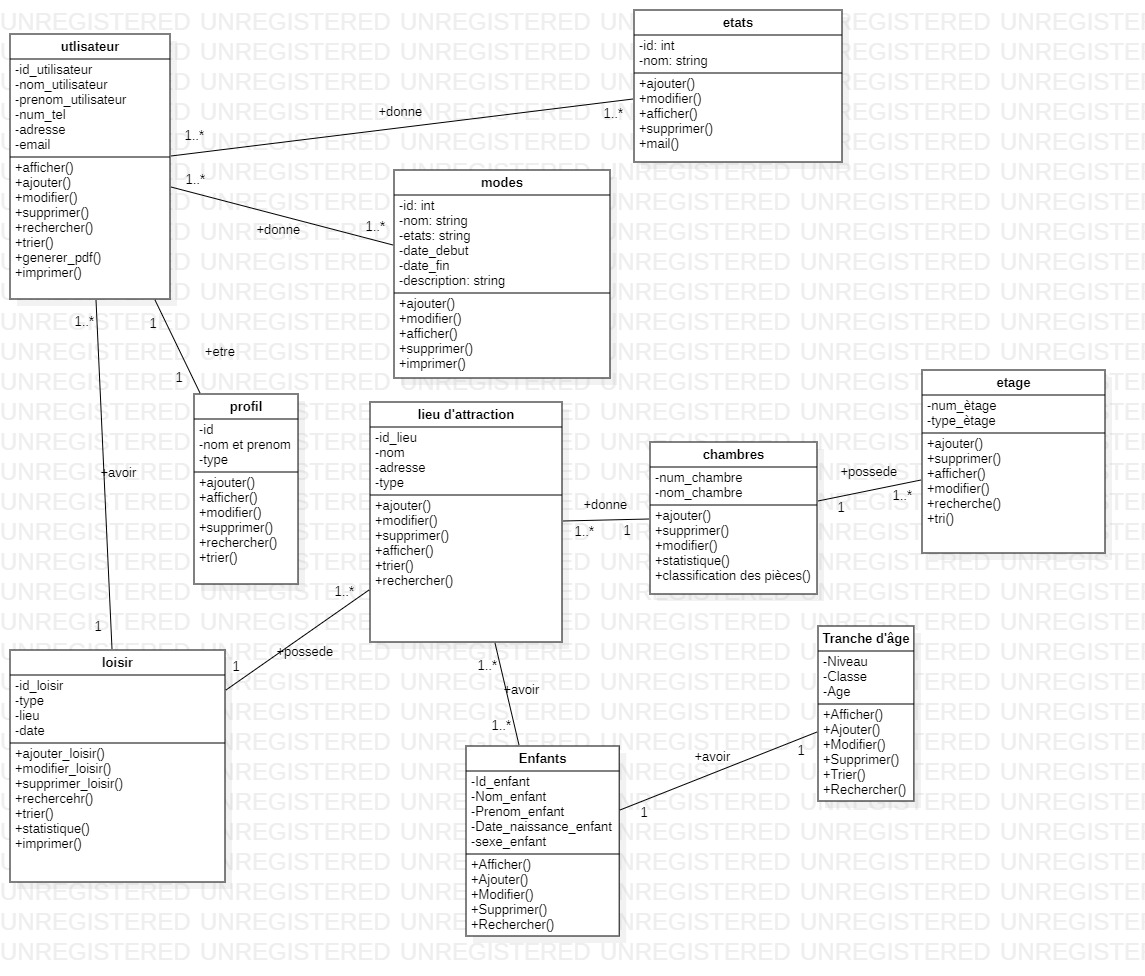 utlisateur
-id_utilisateur
-nom_utilisateur
-prenom_utilisateur
-num_tel
-adresse
-email
+afficher()
+ajouter()
+modifier()
+supprimer()
+rechercher()
+trier()
+generer_pdf()
+imprimer()
1..*
+donne
1..*
etats
-id: int
-nom: string
+ajouter()
+modifier()
+afficher()
+supprimer()
+mail()
1..*
+donne
1..*
modes
-id: int
-nom: string
-etats: string
-date_debut
-date_fin
-description: string
+ajouter()
+modifier()
+afficher()
+supprimer()
+imprimer()
1..*
+avoir
1
1
+etre
1
profil
-id
-nom et prenom
-type
+ajouter()
+afficher()
+modifier()
+supprimer()
+rechercher()
+trier()
lieu d'attraction
-id_lieu
-nom
-adresse
-type
+ajouter()
+modifier()
+supprimer()
+afficher()
+trier()
+rechercher()
+donne
1..*
1
chambres
-num_chambre
-nom_chambre
+ajouter()
+supprimer()
+modifier()
+statistique()
+classification des pièces()
+possede
1
1..*
etage
-num_ètage
-type_ètage
+ajouter()
+supprimer()
+afficher()
+modifier()
+recherche()
+tri()
loisir
-id_loisir
-type
-lieu
-date
+ajouter_loisir()
+modifier_loisir()
+supprimer_loisir()
+rechercehr()
+trier()
+statistique()
+imprimer()
1
+possede
1..*
1..*
+avoir
1..*
Enfants
-Id_enfant
-Nom_enfant
-Prenom_enfant
-Date_naissance_enfant
-sexe_enfant
+Afficher()
+Ajouter()
+Modifier()
+Supprimer()
+Rechercher()
1
+avoir
1
Tranche d'âge
-Niveau
-Classe
-Age
+Afficher()
+Ajouter()
+Modifier()
+Supprimer()
+Trier()
+Rechercher()
UNREGISTERED